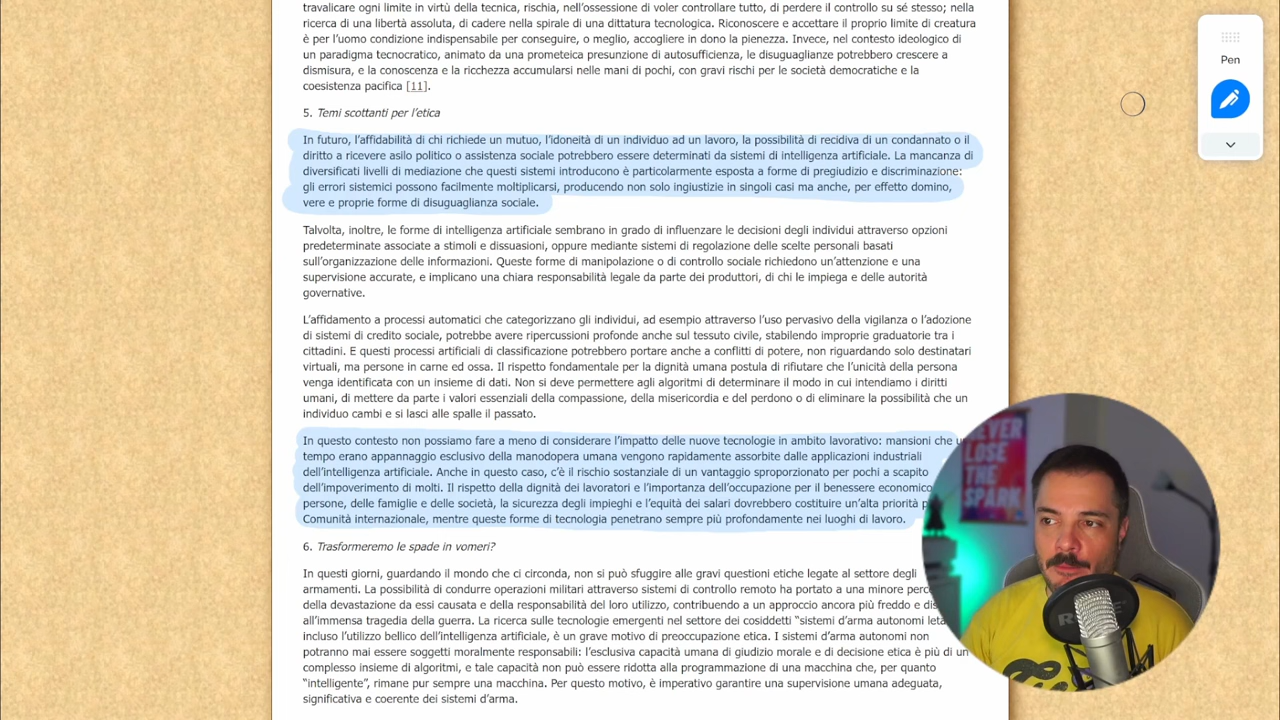 travalicare ogni limite in virtù della tecnica, rischia, nell’ossessione di voler controllare tutto, di perdere il controllo su sé stesso; nella
ricerca di una libertà assoluta, di cadere nella spirale di una dittatura tecnologica. Riconoscere e accettare il proprio limite di creatura
è per l’uomo condizione indispensabile per conseguire, o meglio, accogliere in dono la pienezza. Invece, nel contesto ideologico di
un paradigma tecnocratico, animato da una prometeica presunzione di autosufficienza, le disuguaglianze potrebbero crescere a
dismisura, e la conoscenza e la ricchezza accumularsi nelle mani di pochi, con gravi rischi per le società democratiche e la
coesistenza pacifica [11].
5. Temi scottanti per l’etica
In futuro, l’affidabilità di chi richiede un mutuo, l’idoneità di un individuo ad un lavoro, la possibilità di recidiva di un condannato o il
diritto a ricevere asilo politico o assistenza sociale potrebbero essere determinati da sistemi di intelligenza artificiale. La mancanza di
diversificati livelli di mediazione che questi sistemi introducono è particolarmente esposta a forme di pregiudizio e discriminazione:
gli errori sistemici possono facilmente moltiplicarsi, producendo non solo ingiustizie in singoli casi ma anche, per effetto domino,
vere e proprie forme di disuguaglianza sociale.
Talvolta, inoltre, le forme di intelligenza artificiale sembrano in grado di influenzare le decisioni degli individui attraverso opzioni
predeterminate associate a stimoli e dissuasioni, oppure mediante sistemi di regolazione delle scelte personali basati
sull’organizzazione delle informazioni. Queste forme di manipolazione o di controllo sociale richiedono un’attenzione e una
supervisione accurate, e implicano una chiara responsabilità legale da parte dei produttori, di chi le impiega e delle autorità
governative.
L’affidamento a processi automatici che categorizzano gli individui, ad esempio attraverso l’uso pervasivo della vigilanza o l’adozione
di sistemi di credito sociale, potrebbe avere ripercussioni profonde anche sul tessuto civile, stabilendo improprie graduatorie tra i
cittadini. E questi processi artificiali di classificazione potrebbero portare anche a conflitti di potere, non riguardando solo destinatari
virtuali, ma persone in carne ed ossa. Il rispetto fondamentale per la dignità umana postula di rifiutare che l’unicità della persona
venga identificata con un insieme di dati. Non si deve permettere agli algoritmi di determinare il modo in cui intendiamo i diritti
umani, di mettere da parte i valori essenziali della compassione, della misericordia e del perdono o di eliminare la possibilità che un
individuo cambi e si lasci alle spalle il passato.
In questo contesto non possiamo fare a meno di considerare l’impatto delle nuove tecnologie in ambito lavorativo: mansioni che
tempo erano appannaggio esclusivo della manodopera umana vengono rapidamente assorbite dalle applicazioni industriali
dell’intelligenza artificiale. Anche in questo caso, c’è il rischio sostanziale di un vantaggio sproporzionato per pochi a scapito
dell’impoverimento di molti. Il rispetto della dignità dei lavoratori e l’importanza dell’occupazione per il benessere economico
persone, delle famiglie e delle società, la sicurezza degli impieghi e l’equità dei salari dovrebbero costituire un’alta priorità
Comunità internazionale, mentre queste forme di tecnologia penetrano sempre più profondamente nei luoghi di lavoro.
6. Trasformeremo le spade in vomeri?
In questi giorni, guardando il mondo che ci circonda, non si può sfuggire alle gravi questioni etiche legate al settore degli
armamenti. La possibilità di condurre operazioni militari attraverso sistemi di controllo remoto ha portato a una minore
della devastazione da essi causata e della responsabilità del loro utilizzo, contribuendo a un approccio ancora più freddo e
all’immensa tragedia della guerra. La ricerca sulle tecnologie emergenti nel settore dei cosiddetti “sistemi d’arma autonomi
incluso l’utilizzo bellico dell’intelligenza artificiale, è un grave motivo di preoccupazione etica. I sistemi d’arma autonomi non
potranno mai essere soggetti moralmente responsabili: l’esclusiva capacità umana di giudizio morale e di decisione etica è più di un
complesso insieme di algoritmi, e tale capacità non può essere ridotta alla programmazione di una macchina che, per quanto
“intelligente”, rimane pur sempre una macchina. Per questo motivo, è imperativo garantire una supervisione umana adeguata,
significativa e coerente dei sistemi d’arma.
Pen
LOSE
THE
SPARK